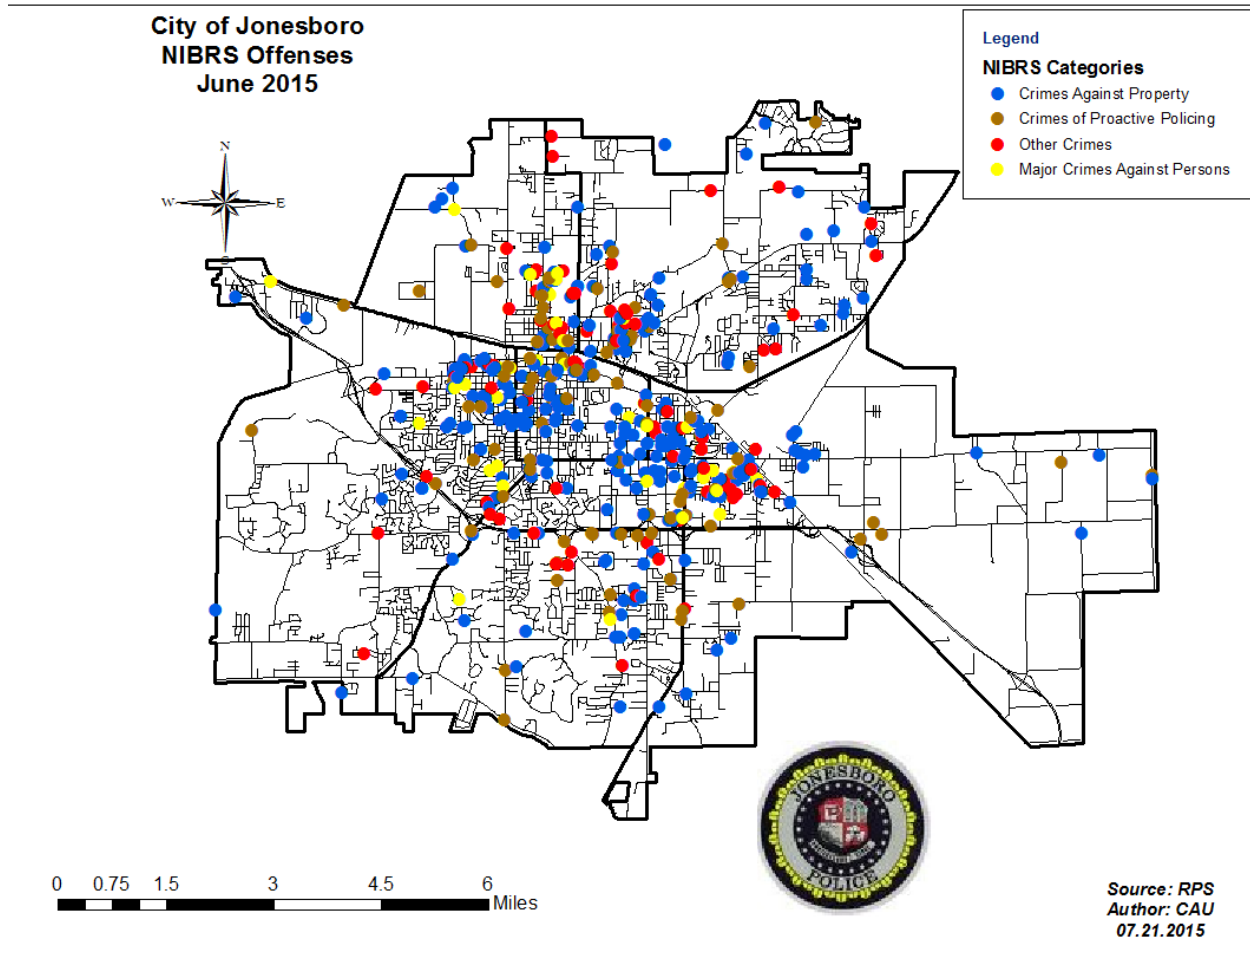 City of Jonesboro
NIBRS Offenses
June 2015
Legend
NIBRS Categories
Crimes Against Property
Crimes of Proactive Policing
Other Crimes
Major Crimes Against Persons
N
W
E
S
JONESBORO
POLICE
0 0.75 1.5 3 4.5 6
Miles
Source: RPS
Author: CAU
07.21.2015